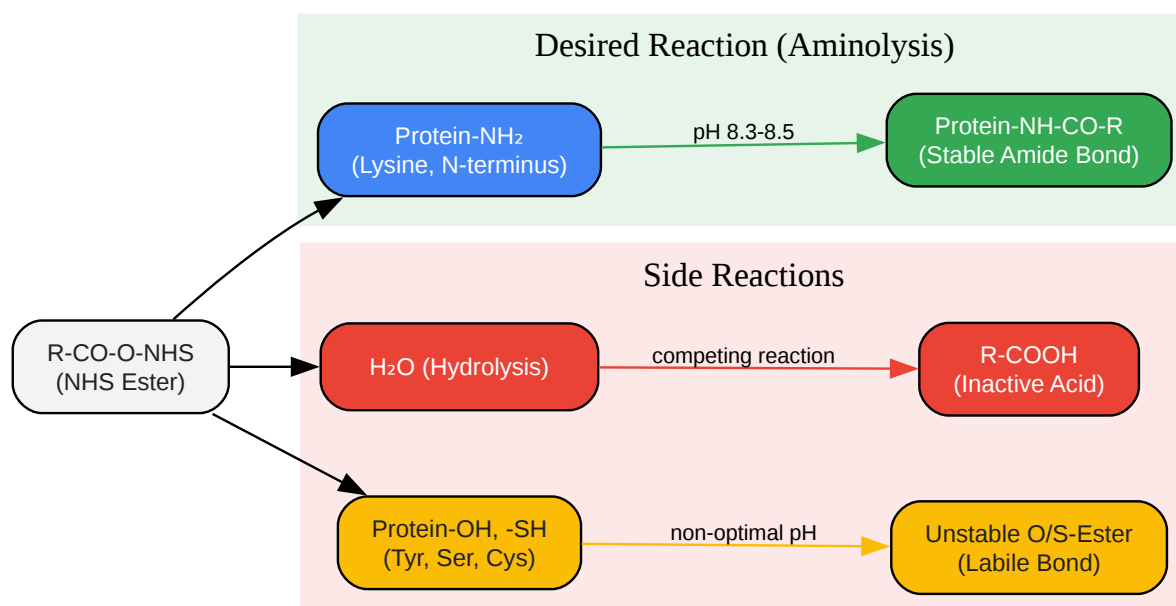 Desired Reaction (Aminolysis)
Protein-NH₂
(Lysine, N-terminus)
pH 8.3-8.5
Protein-NH-CO-R
(Stable Amide Bond)
Side Reactions
R-CO-O-NHS
(NHS Ester)
H₂O (Hydrolysis)
competing reaction
R-COOH
(Inactive Acid)
Protein-OH, -SH
(Tyr, Ser, Cys)
non-optimal pH
Unstable O/S-Ester
(Labile Bond)